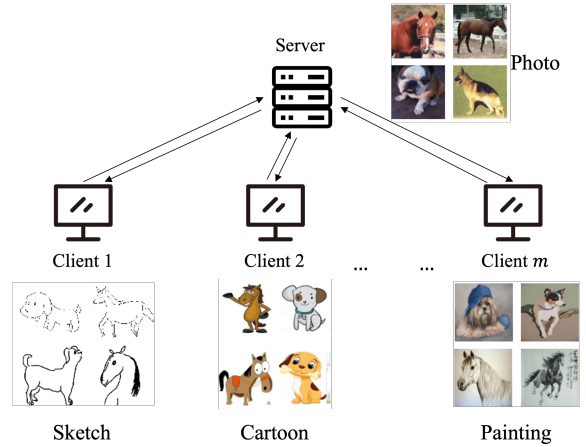 Server
Photo
Client 1
Client 2
... ...
Client m
Sketch
Cartoon
Painting